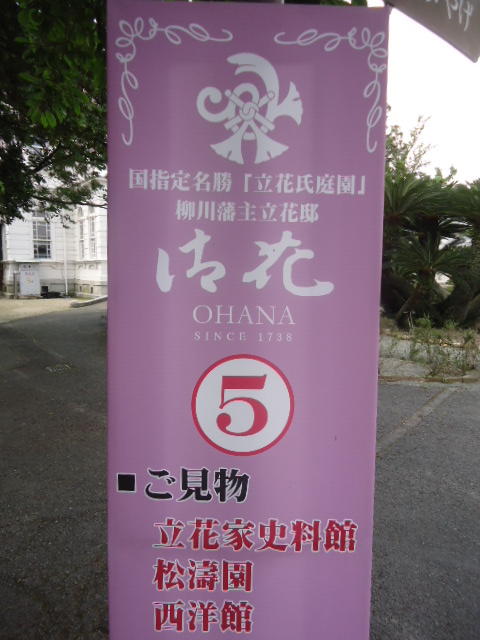 国指定名勝「立花氏庭園」
柳川藩主立花邸
御花
OHANA
SINCE 1738
5
■ご見物
立花家史料館
松濤園
西洋館